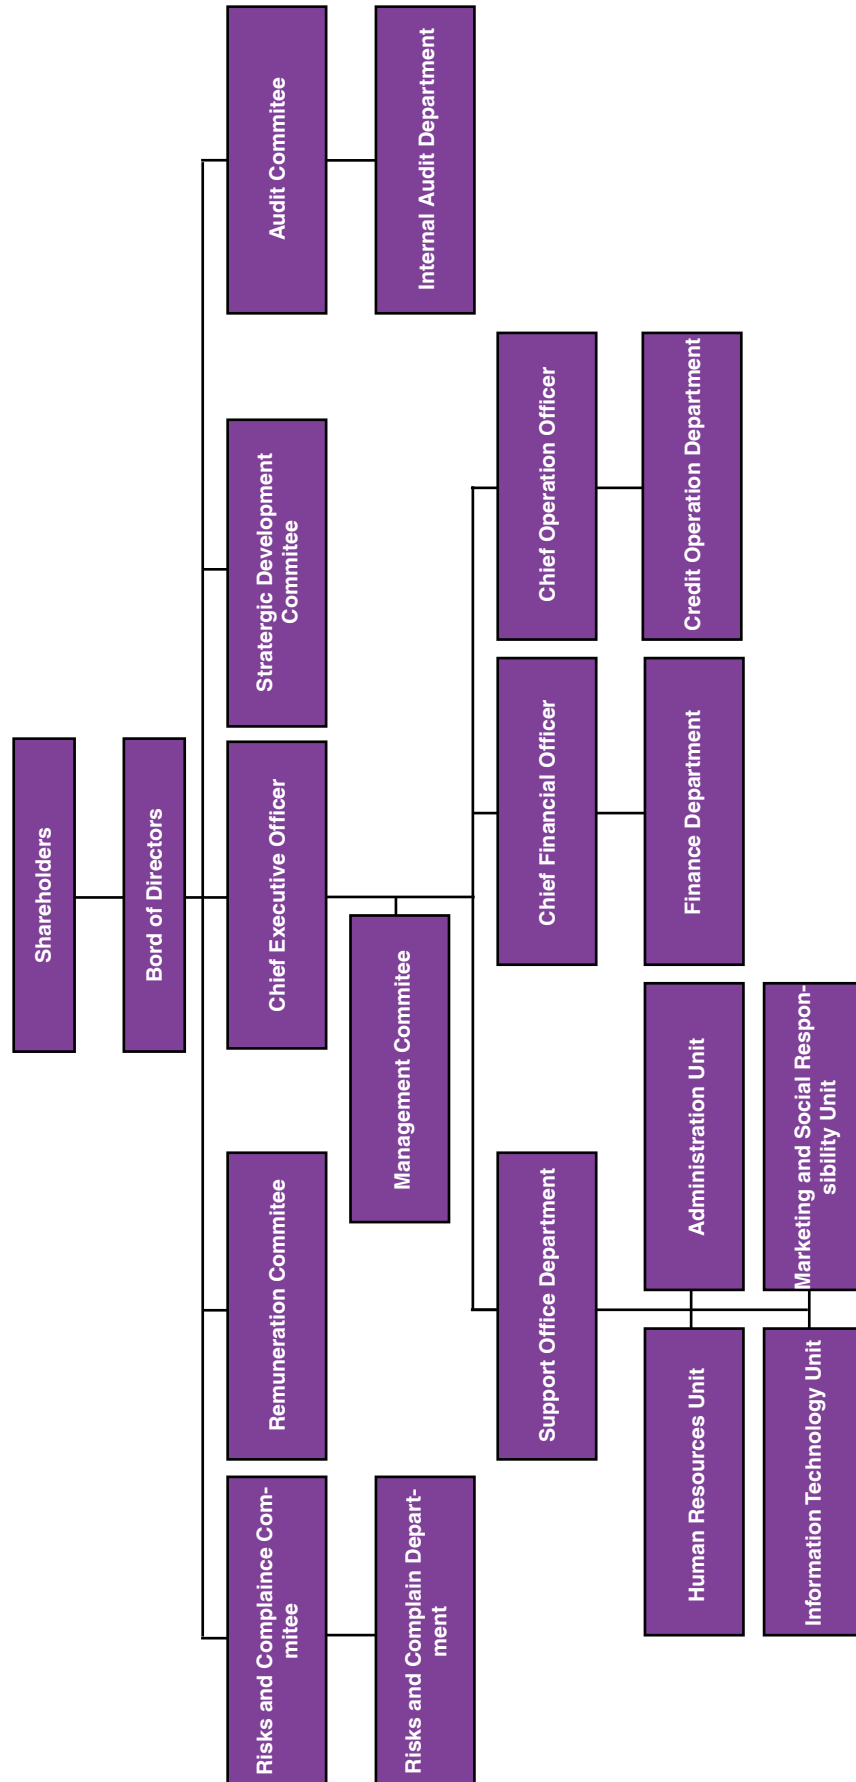 Shareholders
Bord of Directors
Risks and Complaince Com-
mitee
Remuneration Commitee
Chief Executive Officer
Stratergic Development
Commitee
Audit Commitee
Risks and Complain Depart-
ment
Management Commitee
Internal Audit Department
Support Office Department
Chief Financial Officer
Chief Operation Officer
Human Resources Unit
Administration Unit
Finance Department
Credit Operation Department
Information Technology Unit
Marketing and Social Respon-
sibility Unit